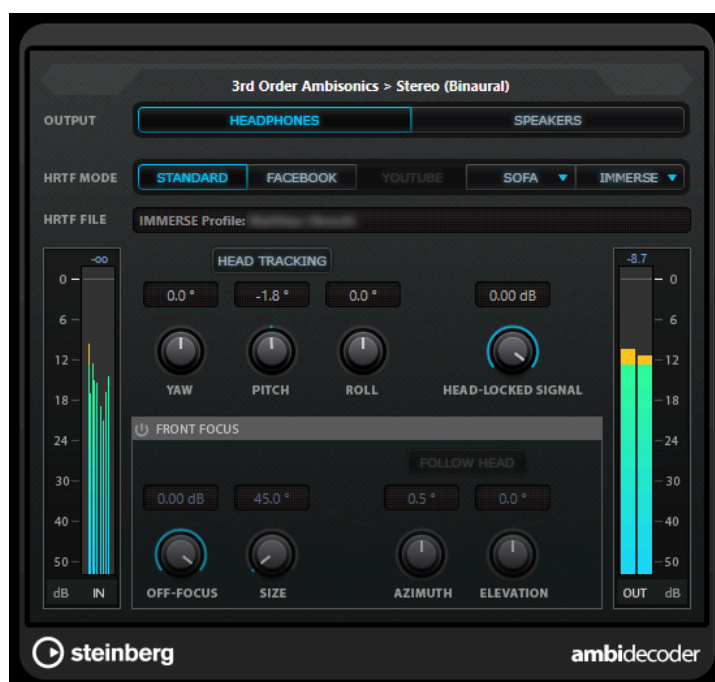 3rd Order Ambisonics > Stereo (Binaural)
OUTPUT HEADPHONES SPEAKERS
HRTF MODE STANDARD FACEBOOK YOUTUBE SOFA IMMERSE
HRTF FILE IMMERSE Profile:
-∞ HEAD TRACKING -8.7
0 0
0.0 ° -1.8 ° 0.0 ° 0.00 dB
6 6
12 12
YAW PITCH ROLL HEAD-LOCKED SIGNAL
18 18
FRONT FOCUS
24 24
FOLLOW HEAD
30 30
0.00 dB 45.0 ° 0.5 ° 0.0 °
40 40
50 50
dB IN OFF-FOCUS SIZE AZIMUTH ELEVATION OUT dB
steinberg ambidecoder